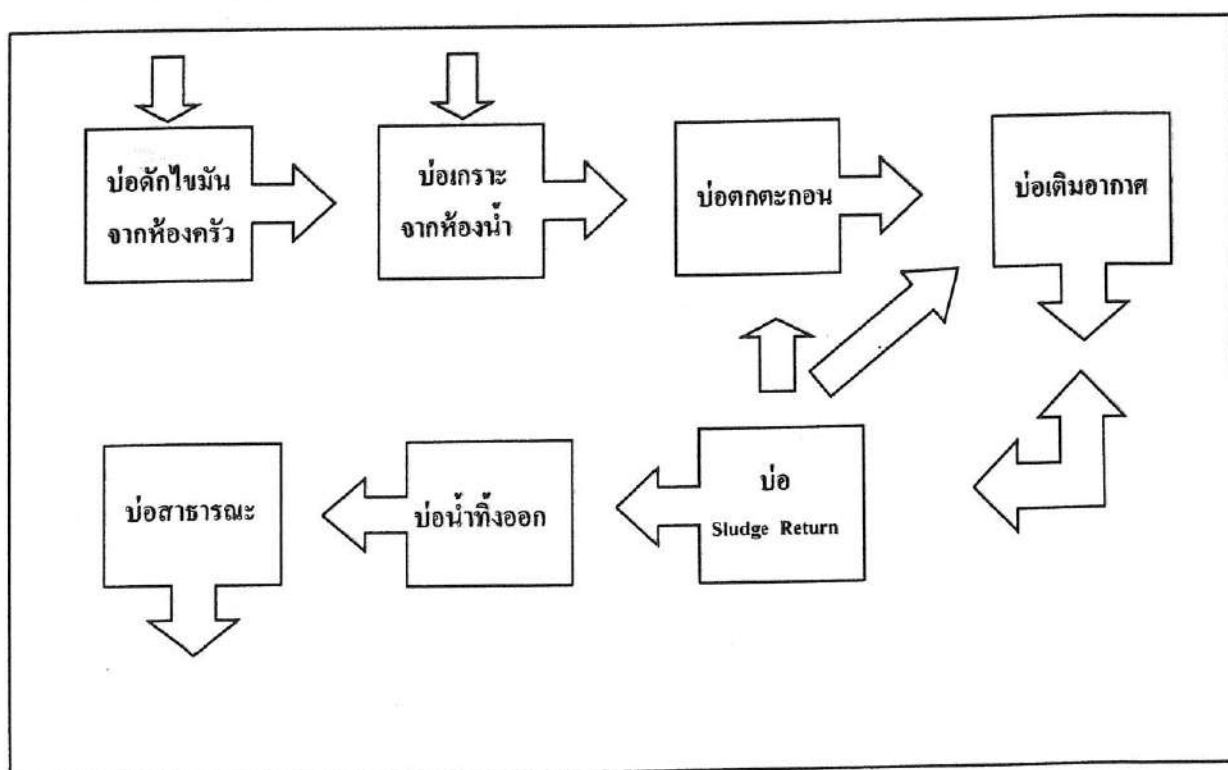 บ่อดักไขมัน
จากห้องครัว
บ่อเกราะ
จากห้องน้ำ
บ่อตกตะกอน
บ่อเติมอากาศ
บ่อสาธารณะ
บ่อน้ำทิ้งออก
บ่อ
Sludge Return